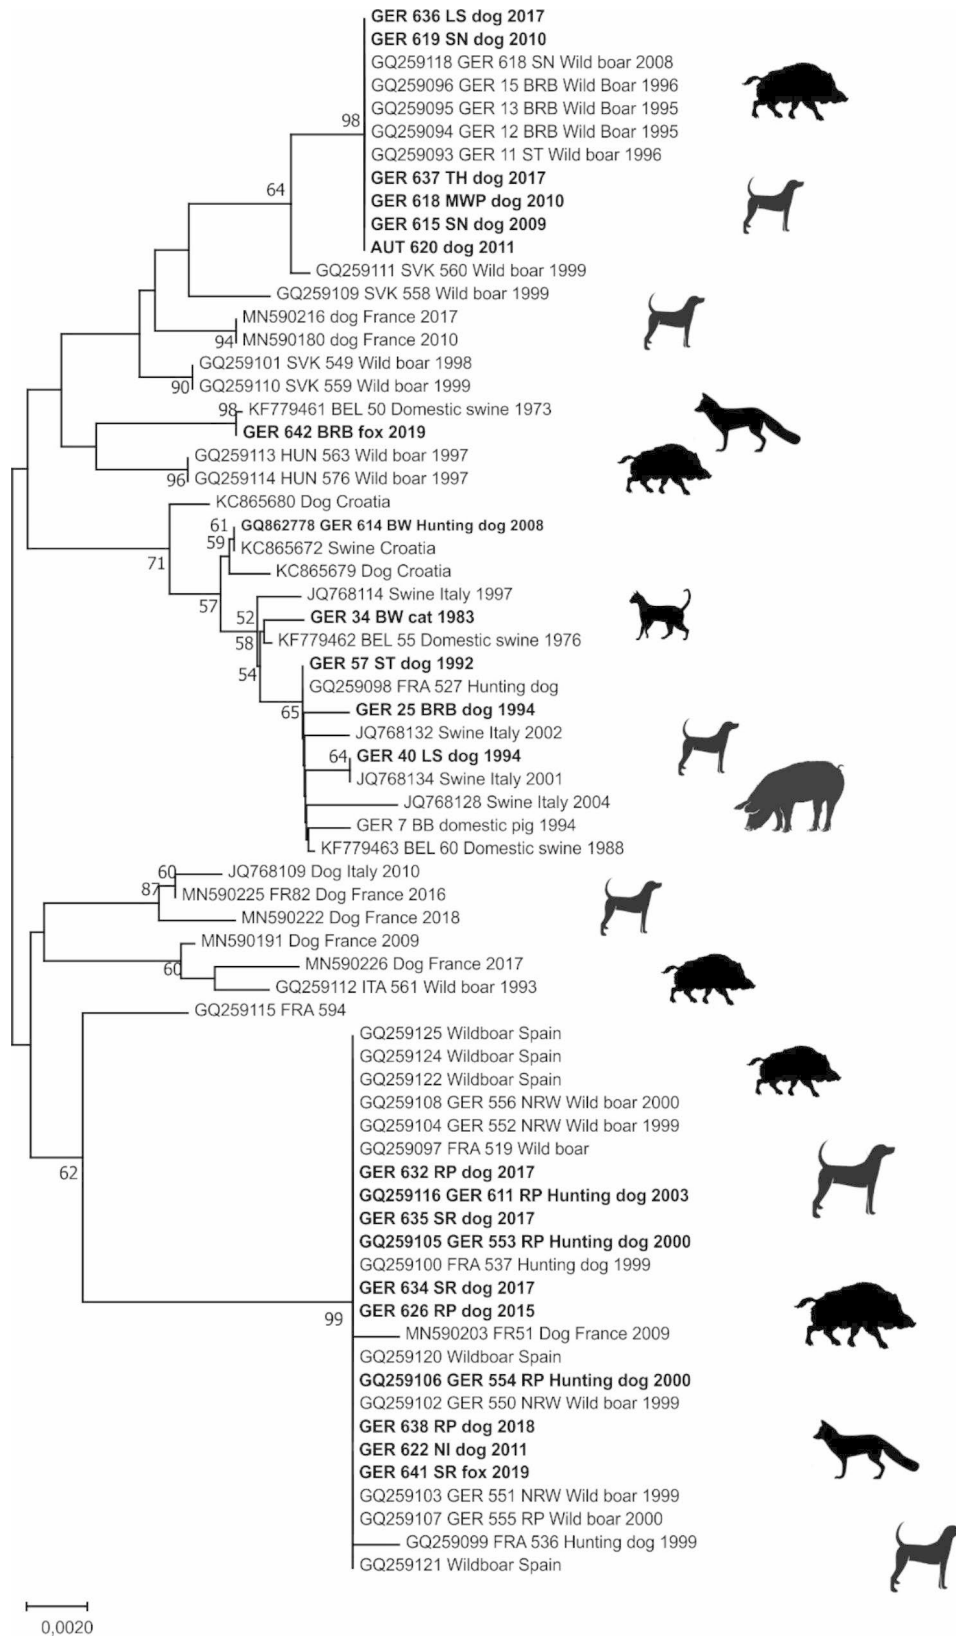 GER 636 LS dog 2017
GER 619 SN dog 2010
GQ259118 GER 618 SN Wild boar 2008
GQ259096 GER 15 BRB Wild Boar 1996
GQ259095 GER 13 BRB Wild Boar 1995
98
GQ259094 GER 12 BRB Wild Boar 1995
GQ259093 GER 11 ST Wild boar 1996
GER 637 TH dog 2017
64
GER 618 MWP dog 2010
GER 615 SN dog 2009
AUT 620 dog 2011
GQ259111 SVK 560 Wild boar 1999
GQ259109 SVK 558 Wild boar 1999
MN590216 dog France 2017
94
MN590180 dog France 2010
GQ259101 SVK 549 Wild boar 1998
90
GQ259110 SVK 559 Wild boar 1999
98
KF779461 BEL 50 Domestic swine 1973
GER 642 BRB fox 2019
GQ259113 HUN 563 Wild boar 1997
96
GQ259114 HUN 576 Wild boar 1997
KC865680 Dog Croatia
61
GQ862778 GER 614 BW Hunting dog 2008
59
KC865672 Swine Croatia
71
KC865679 Dog Croatia
57
JQ768114 Swine Italy 1997
52
GER 34 BW cat 1983
58
KF779462 BEL 55 Domestic swine 1976
54
GER 57 ST dog 1992
GQ259098 FRA 527 Hunting dog
65
GER 25 BRB dog 1994
JQ768132 Swine Italy 2002
64
GER 40 LS dog 1994
JQ768134 Swine Italy 2001
JQ768128 Swine Italy 2004
GER 7 BB domestic pig 1994
KF779463 BEL 60 Domestic swine 1988
60
JQ768109 Dog Italy 2010
87
MN590225 FR82 Dog France 2016
MN590222 Dog France 2018
MN590191 Dog France 2009
60
MN590226 Dog France 2017
GQ259112 ITA 561 Wild boar 1993
GQ259115 FRA 594
GQ259125 Wildboar Spain
GQ259124 Wildboar Spain
GQ259122 Wildboar Spain
GQ259108 GER 556 NRW Wild boar 2000
GQ259104 GER 552 NRW Wild boar 1999
GQ259097 FRA 519 Wild boar
62
GER 632 RP dog 2017
GQ259116 GER 611 RP Hunting dog 2003
GER 635 SR dog 2017
GQ259105 GER 553 RP Hunting dog 2000
GQ259100 FRA 537 Hunting dog 1999
GER 634 SR dog 2017
99
GER 626 RP dog 2015
MN590203 FR51 Dog France 2009
GQ259120 Wildboar Spain
GQ259106 GER 554 RP Hunting dog 2000
GQ259102 GER 550 NRW Wild boar 1999
GER 638 RP dog 2018
GER 622 NI dog 2011
GER 641 SR fox 2019
GQ259103 GER 551 NRW Wild boar 1999
GQ259107 GER 555 RP Wild boar 2000
GQ259099 FRA 536 Hunting dog 1999
GQ259121 Wildboar Spain
0,0020